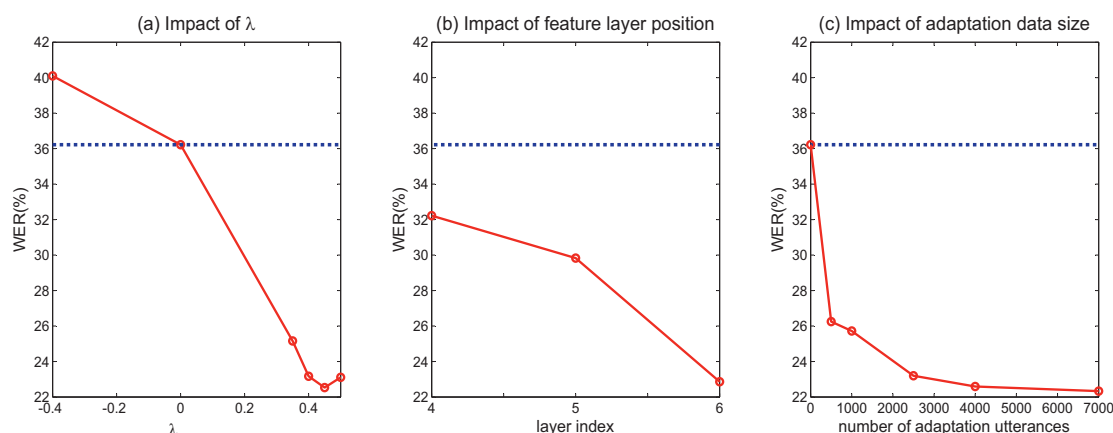 (a) Impact of λ
42
40
38
36
34
32
30
28
26
24
22
WER(%)
-0.4 -0.2 0 0.2 0.4
λ
(b) Impact of feature layer position
42
40
38
36
34
32
30
28
26
24
22
WER(%)
4 5 6
layer index
(c) Impact of adaptation data size
42
40
38
36
34
32
30
28
26
24
22
WER(%)
0 1000 2000 3000 4000 5000 6000 7000
number of adaptation utterances